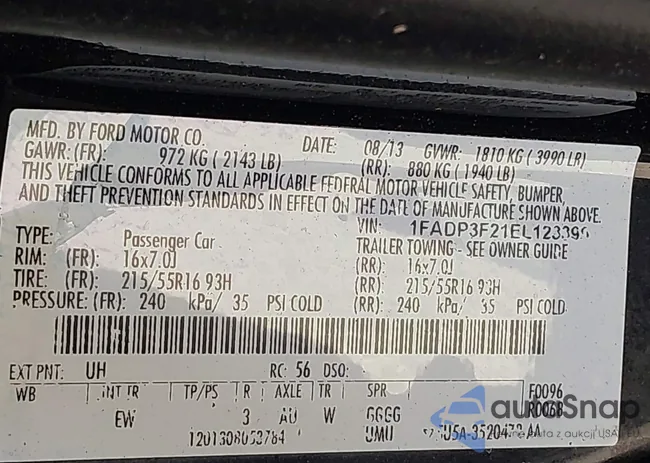 MFD. BY FORD MOTOR CO. DATE: 08/13 GVWR: 1810 KG ( 3990 LB)
GAWR: (FR): 972 KG ( 2143 LB) (RR): 880 KG ( 1940 LB)
THIS VEHICLE CONFORMS TO ALL APPLICABLE FEDERAL MOTOR VEHICLE SAFETY, BUMPER,
AND THEFT PREVENTION STANDARDS IN EFFECT ON THE DATE OF MANUFACTURE SHOWN ABOVE.
VIN: 1FADP3F21EL123399
TYPE: Passenger Car TRAILER TOWING - SEE OWNER GUIDE
RIM: (FR): 16x7.0J (RR): 16x7.0J
TIRE: (FR): 215/55R16 93H (RR): 215/55R16 93H
PRESSURE: (FR): 240 kPa/ 35 PSI COLD (RR): 240 kPa/ 35 PSI COLD
EXT PNT: UH RC: 56 DSO:
WB INT TR TP/PS R AXLE TR SPR F0096
EW 3 AU W GGGG R0068
1201308053784 UMU
auraSnap